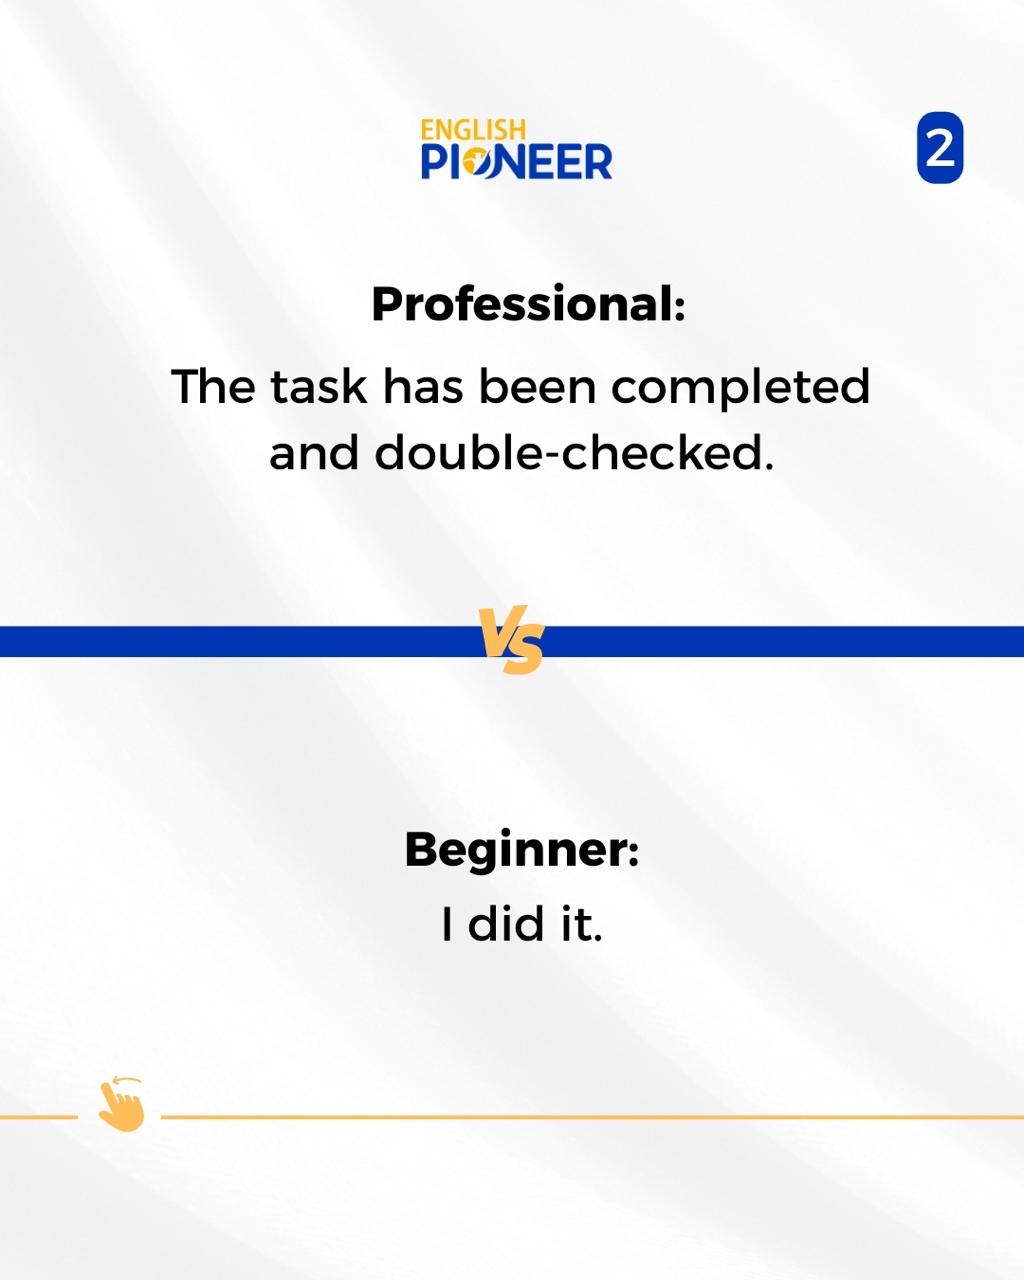 ENGLISH
PIONEER
2
Professional:
The task has been completed
and double-checked.
VS
Beginner:
I did it.